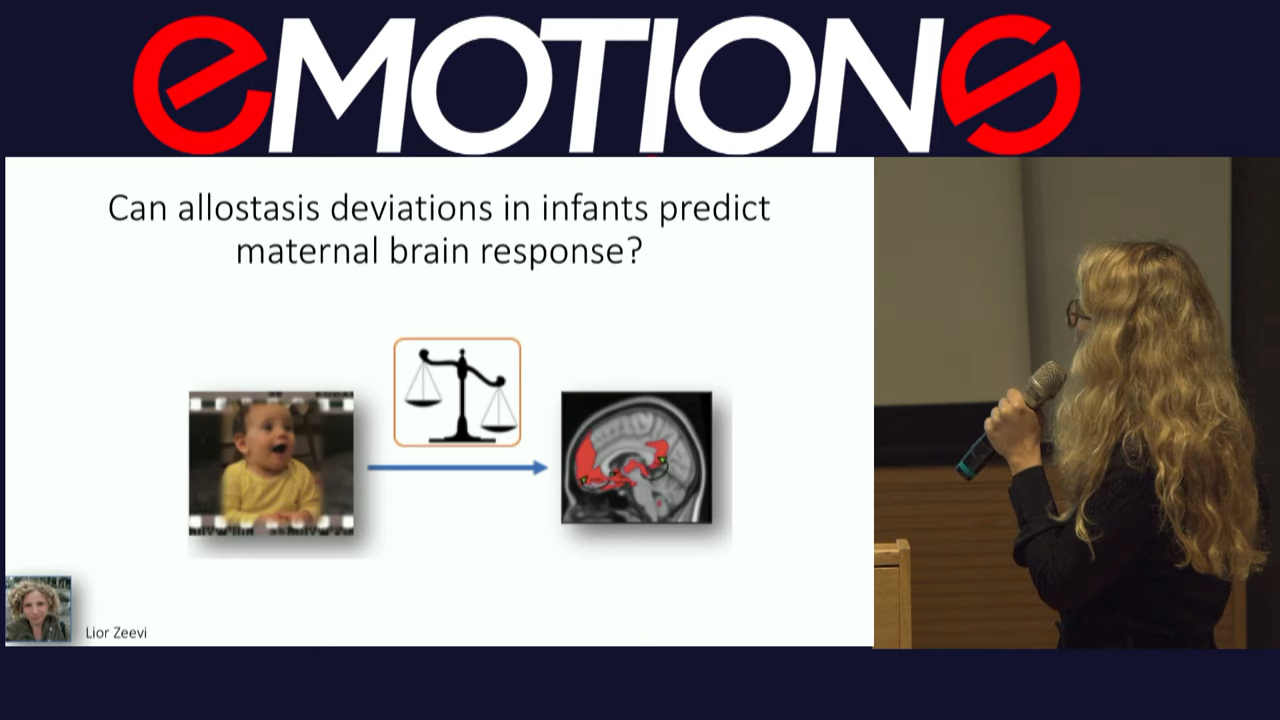 eMOTIONS
Can allostasis deviations in infants predict
maternal brain response?
Lior Zeevi